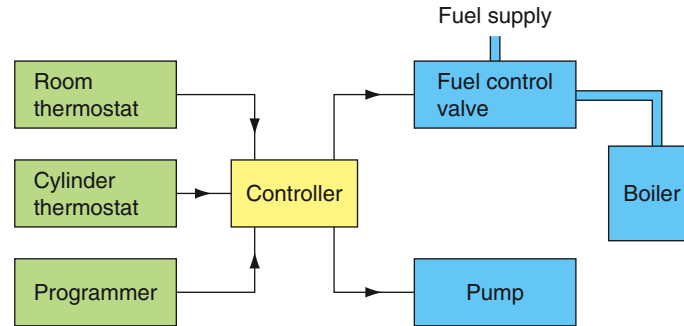 Fuel supply
Room
thermostat
Fuel control
valve
Cylinder
thermostat
Controller
Boiler
Programmer
Pump